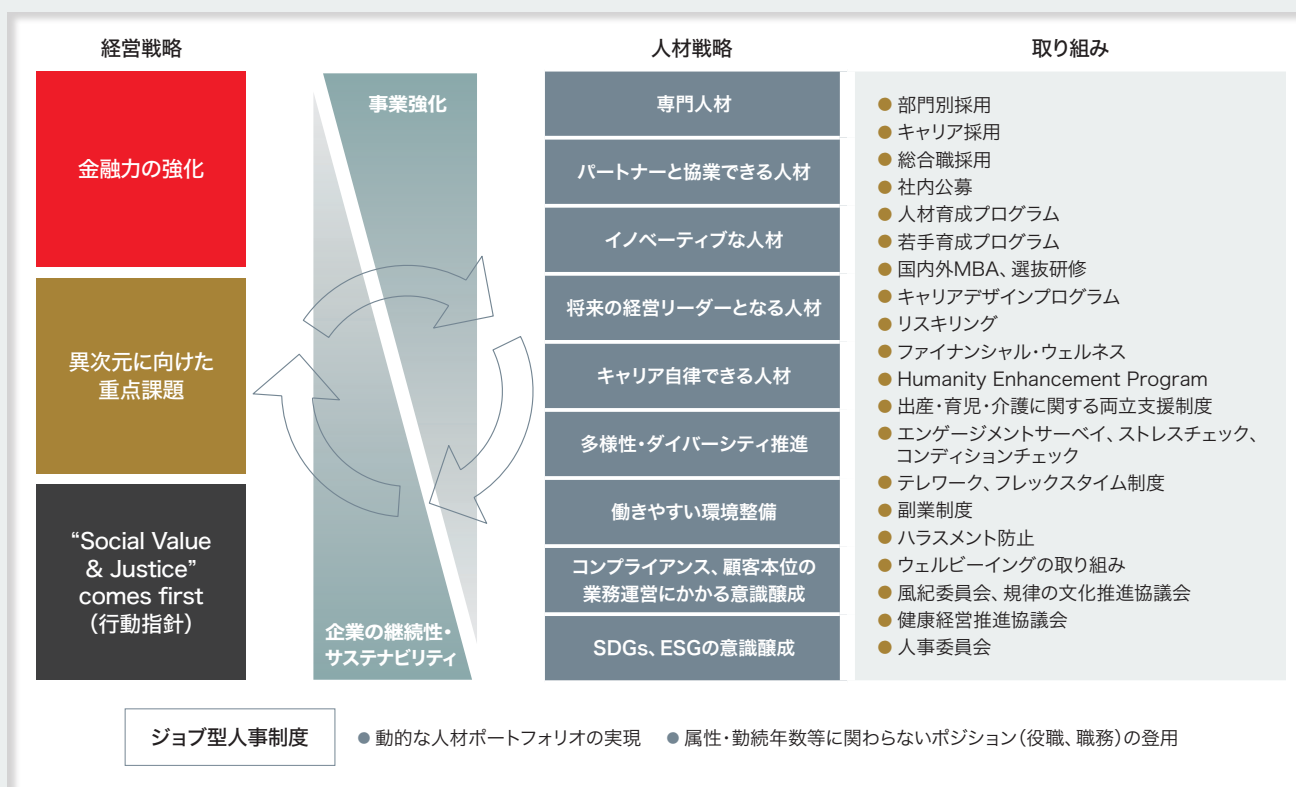 経営戦略
人材戦略
取り組み
金融力の強化
異次元に向けた
重点課題
“Social Value
& Justice”
comes first
（行動指針）
事業強化
企業の継続性・
サステナビリティ
専門人材
パートナーと協業できる人材
イノベーティブな人材
将来の経営リーダーとなる人材
キャリア自律できる人材
多様性・ダイバーシティ推進
働きやすい環境整備
コンプライアンス、顧客本位の
業務運営にかかる意識醸成
SDGs、ESGの意識醸成
● 部門別採用
● キャリア採用
● 総合職採用
● 社内公募
● 人材育成プログラム
● 若手育成プログラム
● 国内外MBA、選抜研修
● キャリアデザインプログラム
● リスキリング
● ファイナンシャル・ウェルネス
● Humanity Enhancement Program
● 出産・育児・介護に関する両立支援制度
● エンゲージメントサーベイ、ストレスチェック、
コンディションチェック
● テレワーク、フレックスタイム制度
● 副業制度
● ハラスメント防止
● ウェルビーイングの取り組み
● 風紀委員会、規律の文化推進協議会
● 健康経営推進協議会
● 人事委員会
ジョブ型人事制度
● 動的な人材ポートフォリオの実現 ● 属性・勤続年数等に関わらないポジション（役職、職務）の登用